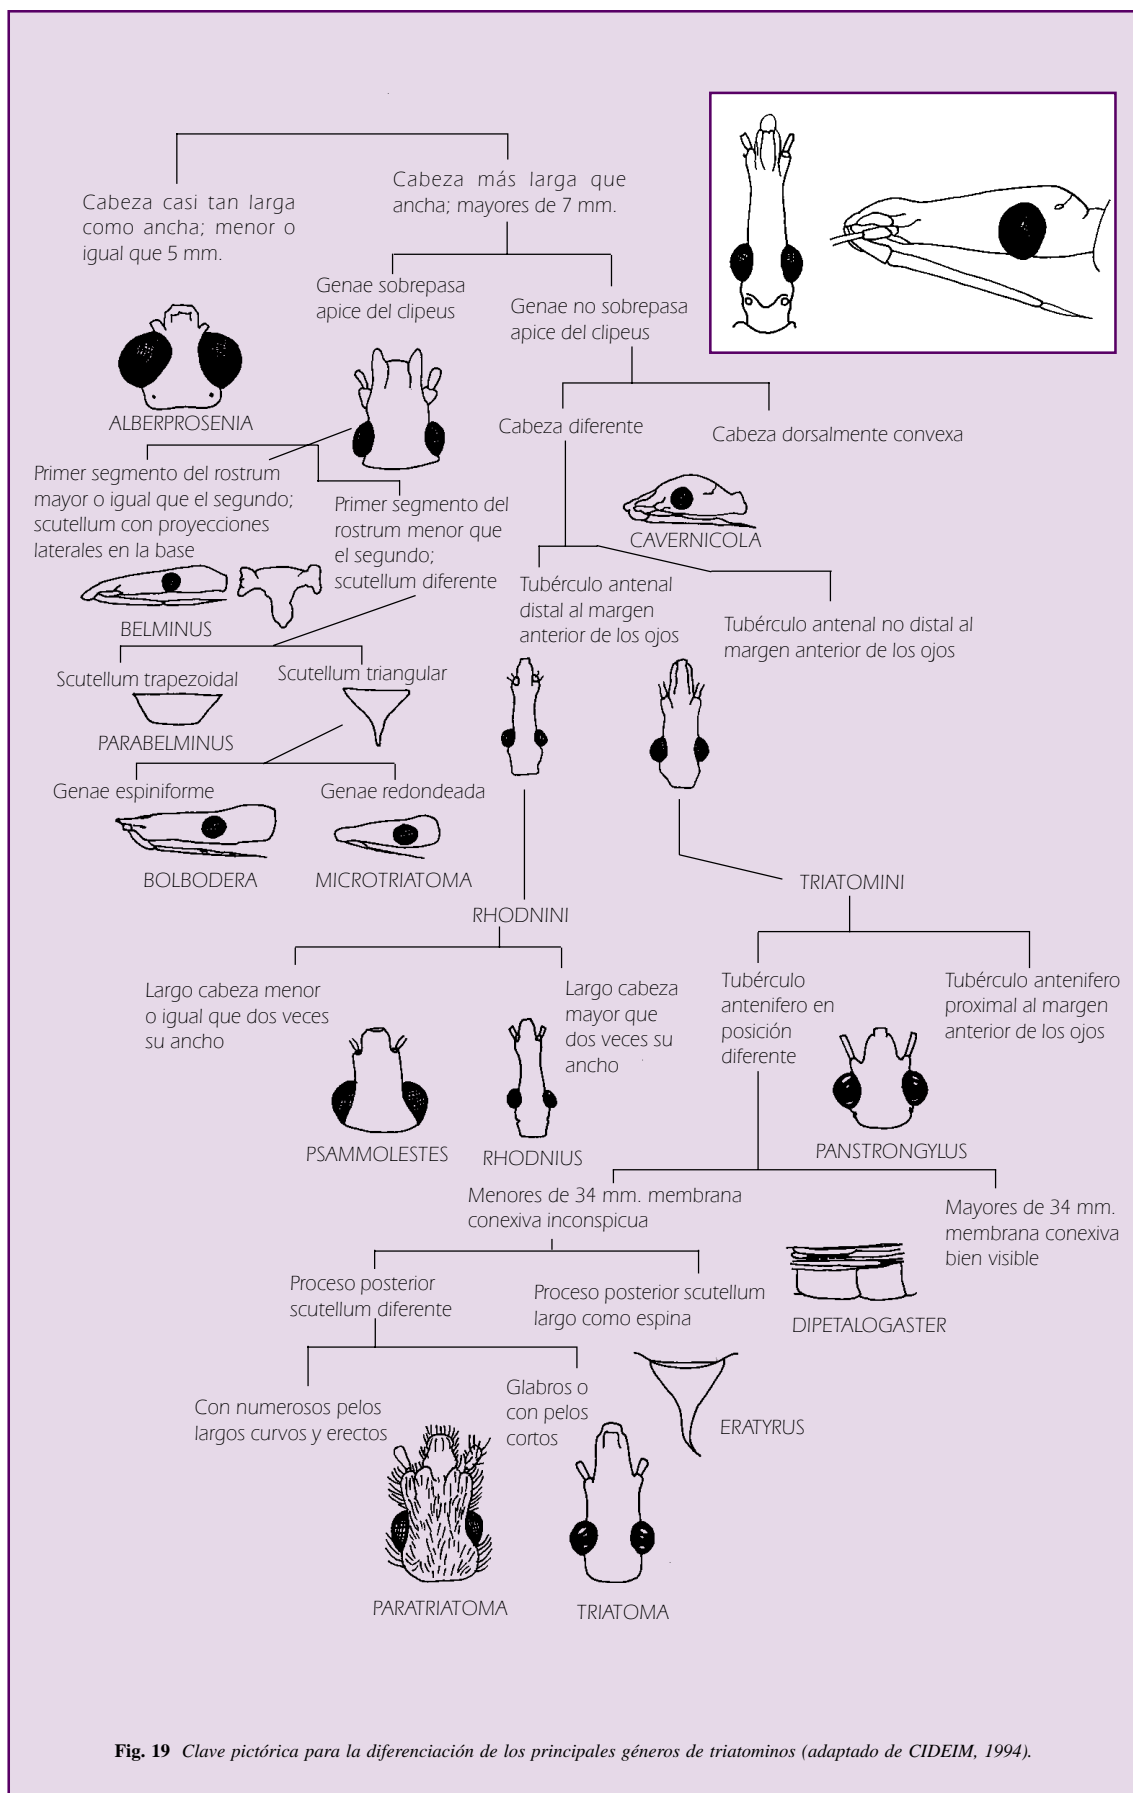 Cabeza casi tan larga
como ancha; menor o
igual que 5 mm.
Cabeza más larga que
ancha; mayores de 7 mm.
Genae sobrepasa
apice del clipeus
Genae no sobrepasa
apice del clipeus
ALBERPROSENIA
Cabeza diferente
Cabeza dorsalmente convexa
Primer segmento del rostrum
mayor o igual que el segundo;
scutellum con proyecciones
laterales en la base
Primer segmento del
rostrum menor que
el segundo;
scutellum diferente
CAVERNICOLA
BELMINUS
Tubérculo antenal
distal al margen
anterior de los ojos
Tubérculo antenal no distal al
margen anterior de los ojos
Scutellum trapezoidal
Scutellum triangular
PARABELMINUS
Genae espiniforme
Genae redondeada
BOLBODERA
MICROTRIATOMA
RHODNINI
TRIATOMINI
Largo cabeza menor
o igual que dos veces
su ancho
Largo cabeza
mayor que
dos veces su
ancho
Tubérculo
antenifero en
posición
diferente
Tubérculo antenifero
proximal al margen
anterior de los ojos
PSAMMOLESTES
RHODNIUS
PANSTRONGYLUS
Menores de 34 mm. membrana
conexiva inconspicua
Mayores de 34 mm.
membrana conexiva
bien visible
Proceso posterior
scutellum diferente
Proceso posterior scutellum
largo como espina
DIPETALOGASTER
Con numerosos pelos
largos curvos y erectos
Glabros o
con pelos
cortos
ERATYRUS
PARATRIATOMA
TRIATOMA
Fig. 19 Clave pictórica para la diferenciación de los principales géneros de triatominos (adaptado de CIDEIM, 1994).